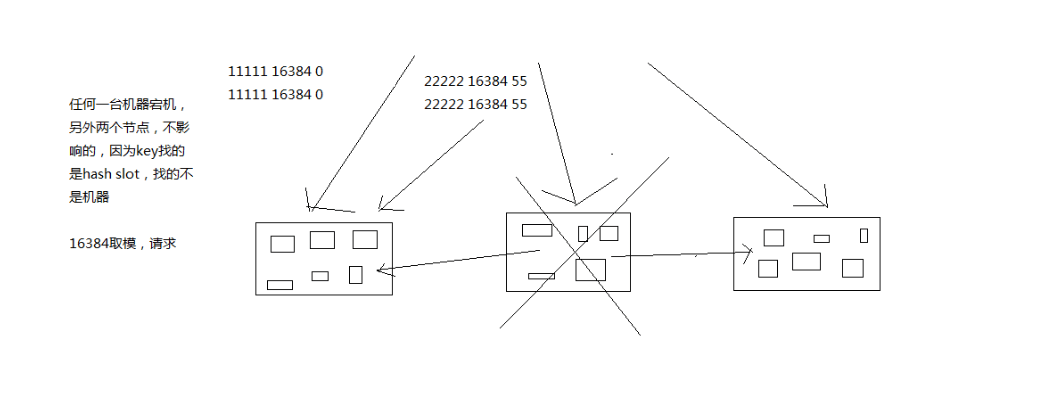 11111 16384 0
11111 16384 0
22222 16384 55
22222 16384 55
任何一台机器宕机，
另外两个节点，不影
响的，因为key找的
是hash slot，找的不
是机器
16384取模，请求